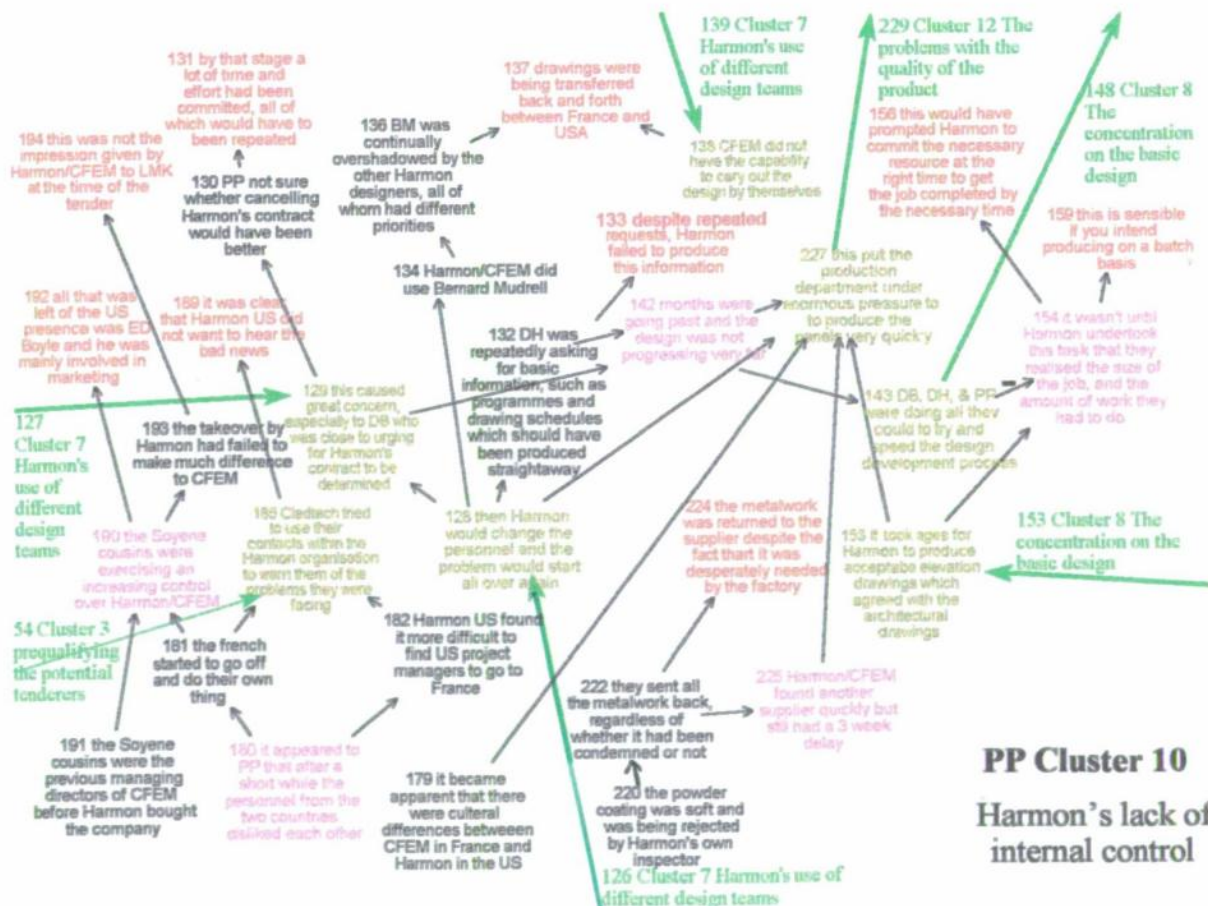 139 Cluster 7
Harmon's use
of different
design teams
229 Cluster 12 The
problems with the
quality of the
product
148 Cluster 8
The
concentration
on the basic
design
131 by that stage a
lot of time and
effort had been
committed, all of
which would have to
been repeated
137 drawings were
being transferred
back and forth
between France and
USA
194 this was not the
impression given by
Harmon/CFEM to LMK
at the time of the
tender
136 BM was
continually
overshadowed by the
other Harmon
designers, all of
whom had different
priorities
138 CFEM did not
have the capability
to carry out the
design by themselves
156 this would have
prompted Harmon to
commit the necessary
resource at the
right time to get
the job completed by
the necessary time
130 PP not sure
whether cancelling
Harmon's contract
would have been
better
133 despite repeated
requests, Harmon
failed to produce
this information
159 this is sensible
if you intend
producing on a batch
basis
227 this put the
production
department under
enormous pressure to
to produce the
panels very quickly
134 Harmon/CFEM did
use Bernard Mudrell
192 all that was
left of the US
presence was ED
Boyle and he was
mainly involved in
marketing
189 it was clear
that Harmon US did
not want to hear the
bad news
142 months were
going past and the
design was not
progressing very far
154 it wasn't until
Harmon undertook
this task that they
realised the size of
the job, and the
amount of work they
had to do
132 DH was
repeatedly asking
for basic
information, such as
programmes and
drawing schedules
which should have
been produced
straightaway
129 this caused
great concern,
especially to DB who
was close to urging
for Harmon's
contract to be
determined
143 DB, DH, & PP
were doing all they
could to try and
speed the design
development process
127
Cluster 7
Harmon's
use of
different
design
teams
193 the takeover by
Harmon had failed to
make much difference
to CFEM
190 the Soyene
cousins were
exercising an
increasing control
over Harmon/CFEM
Cledtech tried
to use their
contacts within the
Harmon organisation
to warn them of the
problems they were
facing
128 then Harmon
would change the
personnel and the
problem would start
all over again
224 the metalwork
was returned to the
supplier despite the
fact thart it was
desperately needed
by the factory
153 it took ages for
Harmon to produce
acceptabe elevation
drawings which
agreed with the
architectural
drawings
153 Cluster 8 The
concentration on the
basic design
54 Cluster 3
prequalifying
the potential
tenderers
181 the french
started to go off
and do their own
thing
182 Harmon US found
it more difficult to
find US project
managers to go to
France
222 they sent all
the metalwork back,
regardless of
whether it had been
condemned or not
225 Harmon/CFEM
found another
supplier quickly but
still had a 3 week
delay
191 the Soyene
cousins were the
previous managing
directors of CFEM
before Harmon bought
the company
180 it appeared to
PP that after a
short while the
personnel from the
two countries
disliked each other
179 it became
apparent that there
were culteral
differences betweeen
CFEM in France and
Harmon in the US
220 the powder
coating was soft and
was being rejected
by Harmon's own
inspector
126 Cluster 7 Harmon's use of
different design teams
PP Cluster 10
Harmon's lack of
internal control